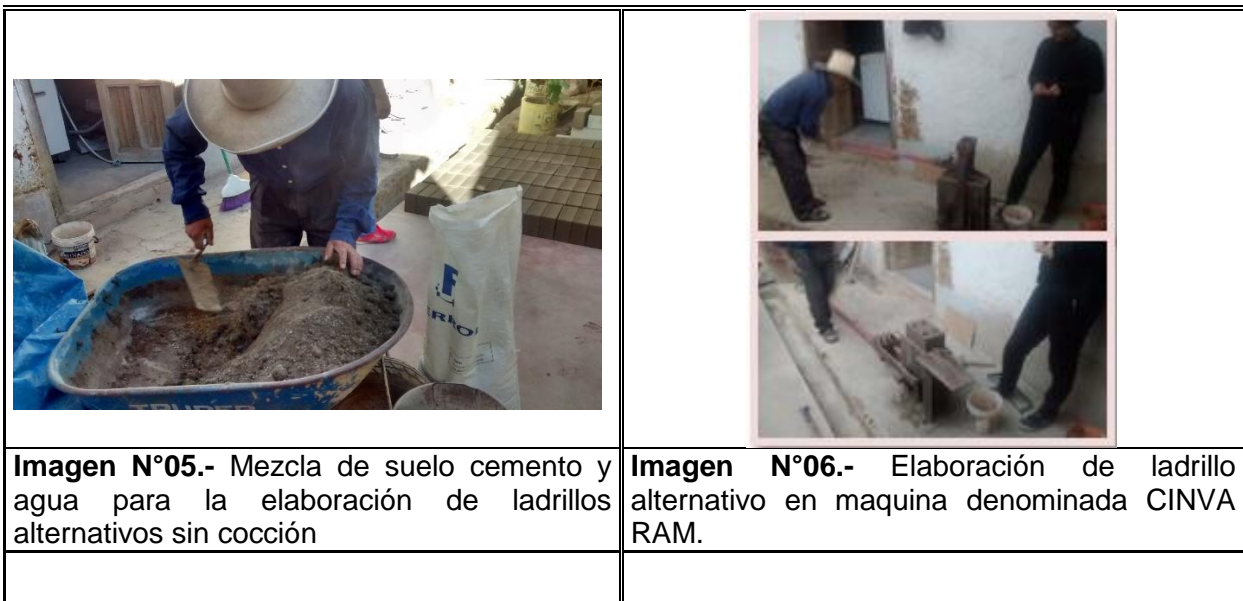 TRUPER
Imagen N°05.- Mezcla de suelo cemento y
agua para la elaboración de ladrillos
alternativos sin cocción
Imagen N°06.- Elaboración de ladrillo
alternativo en maquina denominada CINVA
RAM.